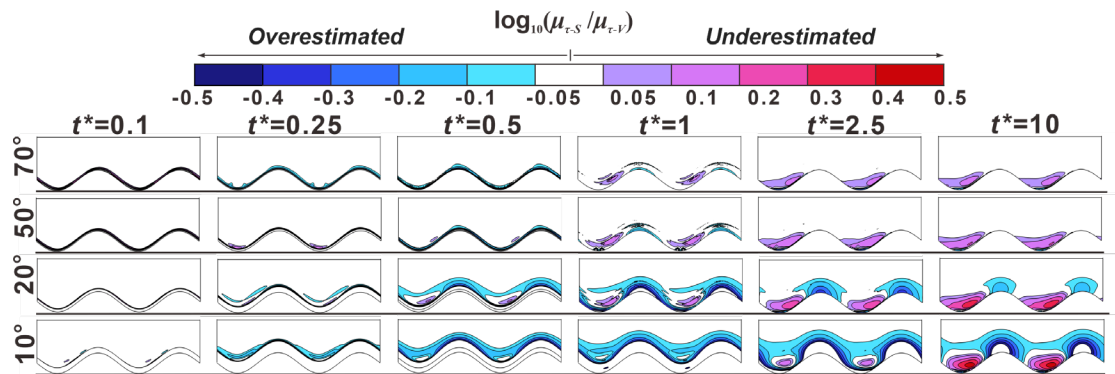 log₁₀(μ_τ-S /μ_τ-V)
Overestimated Underestimated
-0.5 -0.4 -0.3 -0.2 -0.1 -0.05 0.05 0.1 0.2 0.3 0.4 0.5
t*=0.1 t*=0.25 t*=0.5 t*=1 t*=2.5 t*=10
70°
50°
20°
10°